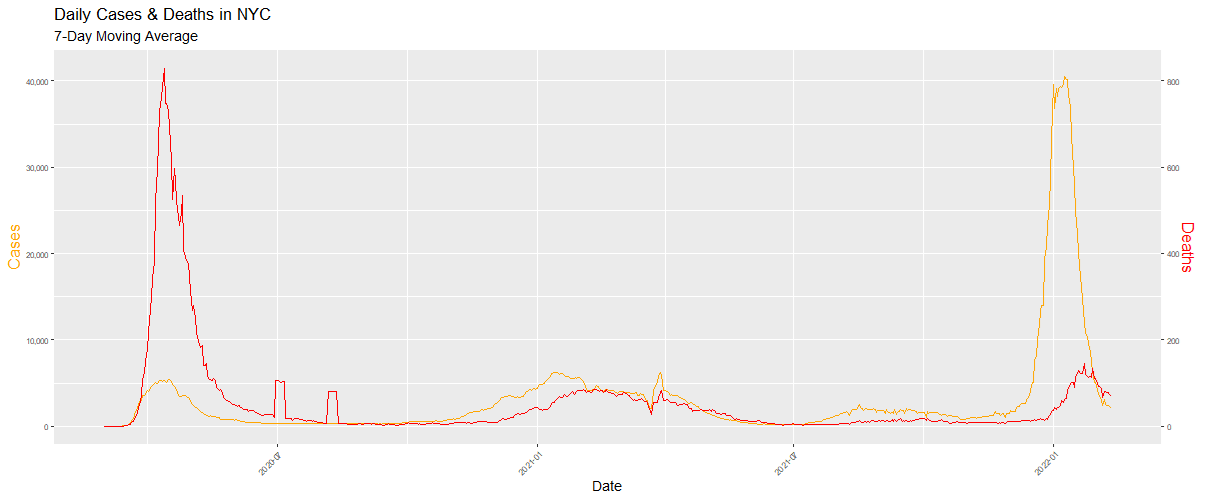 Daily Cases & Deaths in NYC
7-Day Moving Average
40,000
30,000
20,000
10,000
0
Cases
800
600
400
200
0
Deaths
2020-07
2021-01
2021-07
2022-01
Date